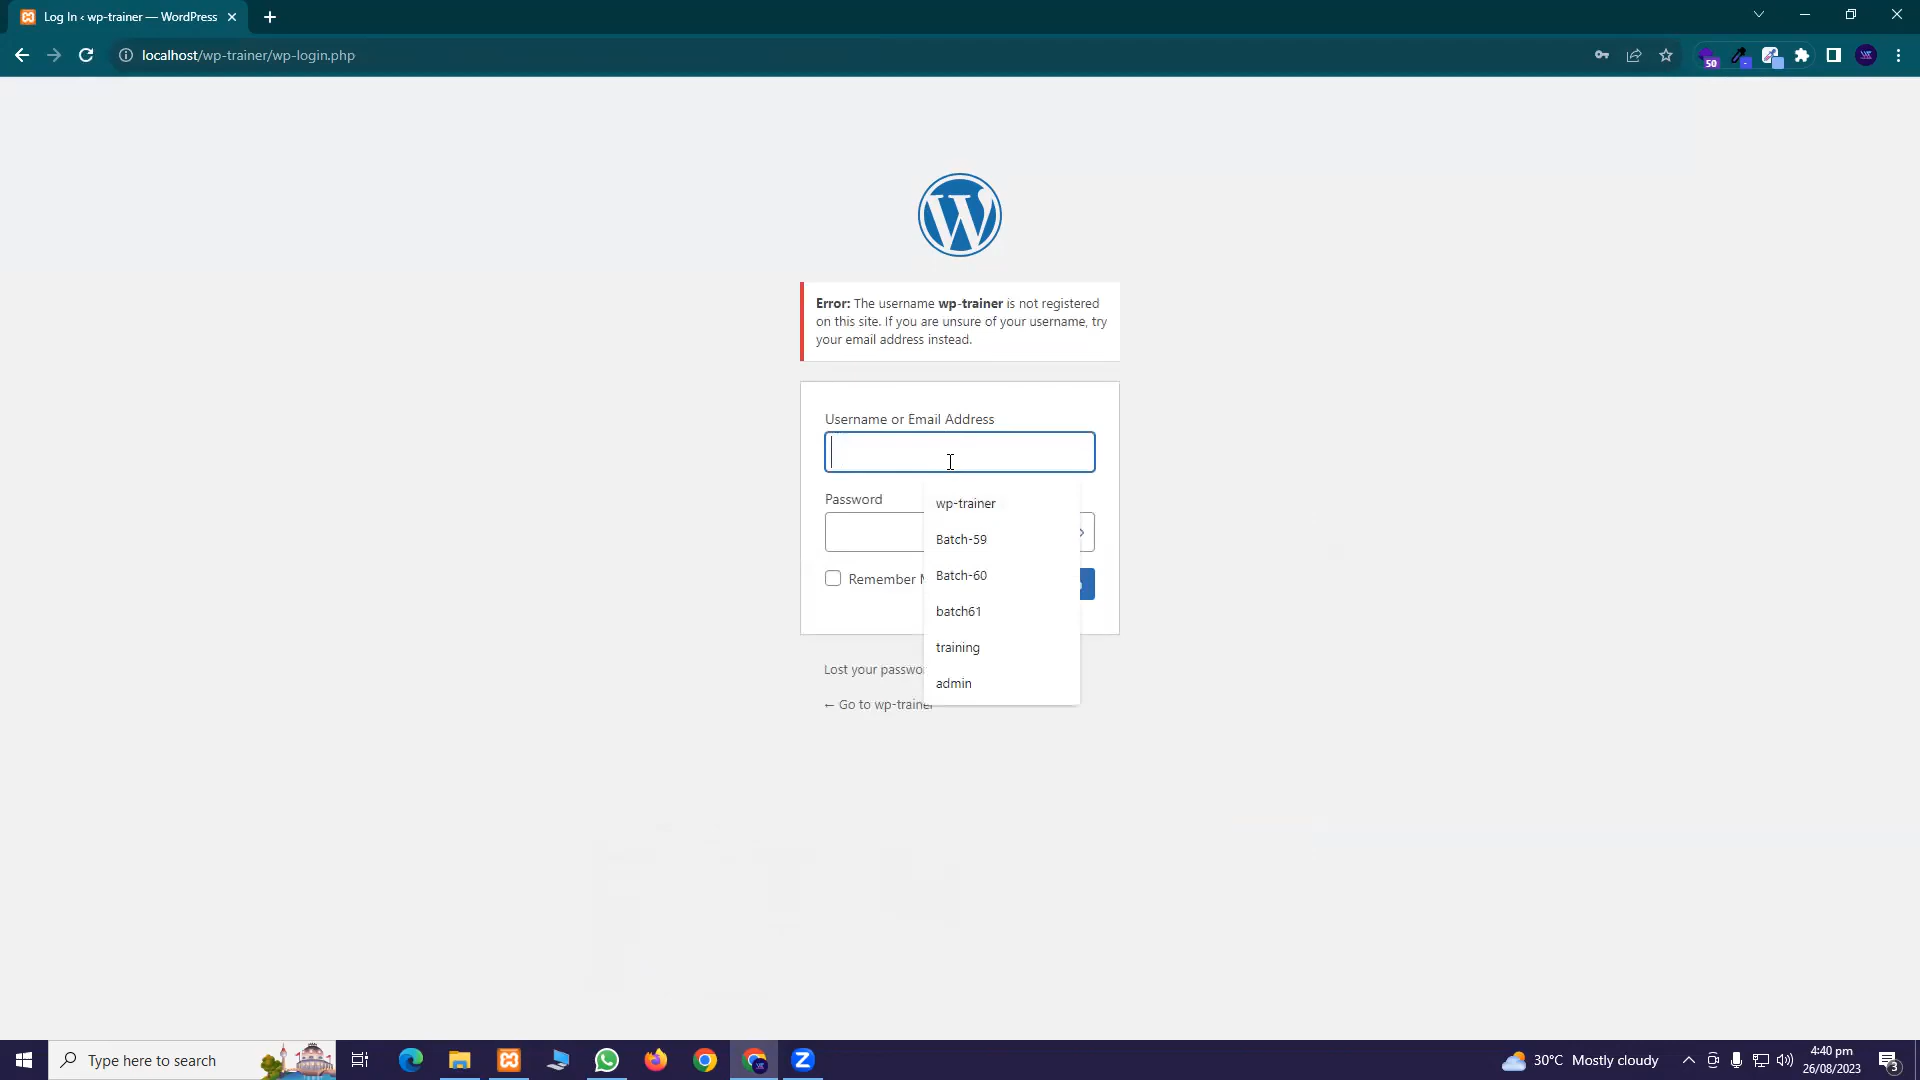 Log In ‹ wp-trainer — WordPress
localhost/wp-trainer/wp-login.php
50
Error: The username wp-trainer is not registered
on this site. If you are unsure of your username, try
your email address instead.
Username or Email Address
Password
wp-trainer
Batch-59
Batch-60
Remember M
batch61
training
Lost your passwo
admin
← Go to wp-trainer
Type here to search
30°C Mostly cloudy
4:40 pm
26/08/2023
3